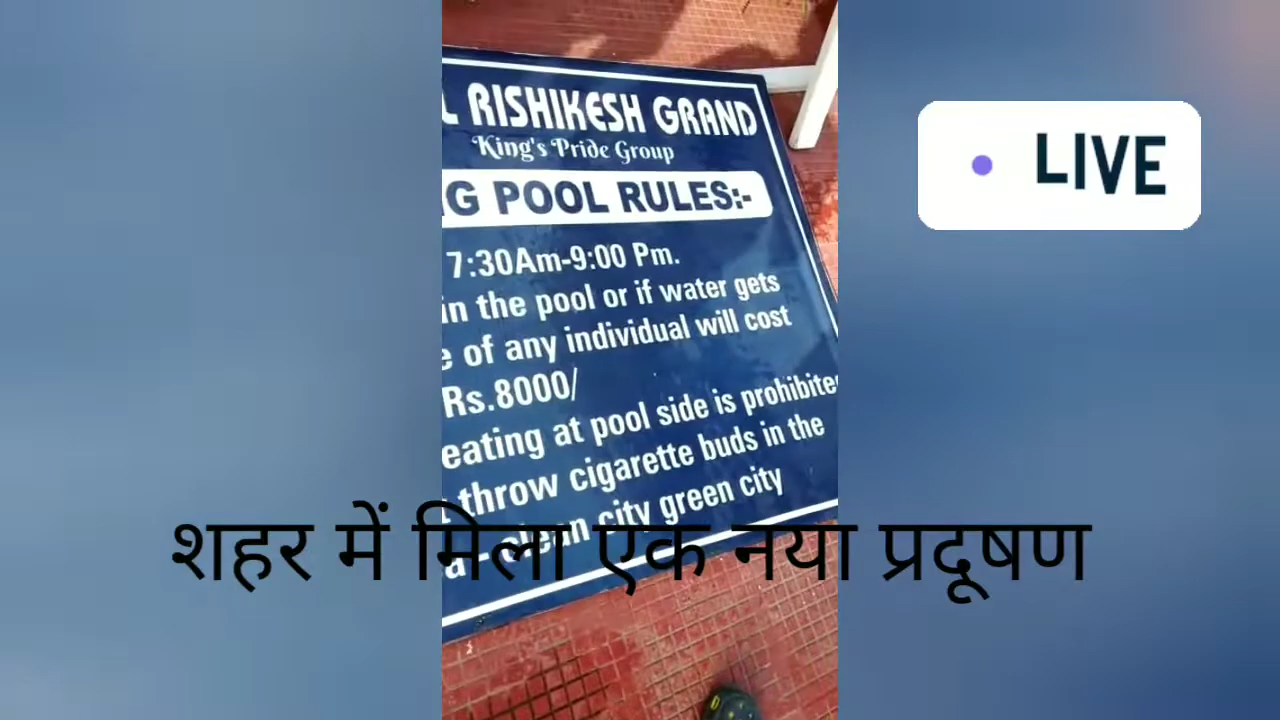 RISHIKESH GRAND
King's Pride Group
POOL RULES:-
7:30Am-9:00 Pm.
in the pool or if water gets
of any individual will cost
Rs.8000/
eating at pool side is prohibited
throw cigarette buds in the
clean city green city
शहर में मिला एक नया प्रदूषण
LIVE